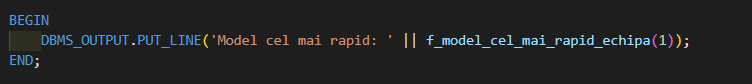 BEGIN
    DBMS_OUTPUT.PUT_LINE('Model cel mai rapid: ' || f_model_cel_mai_rapid_echipa(1));
END;